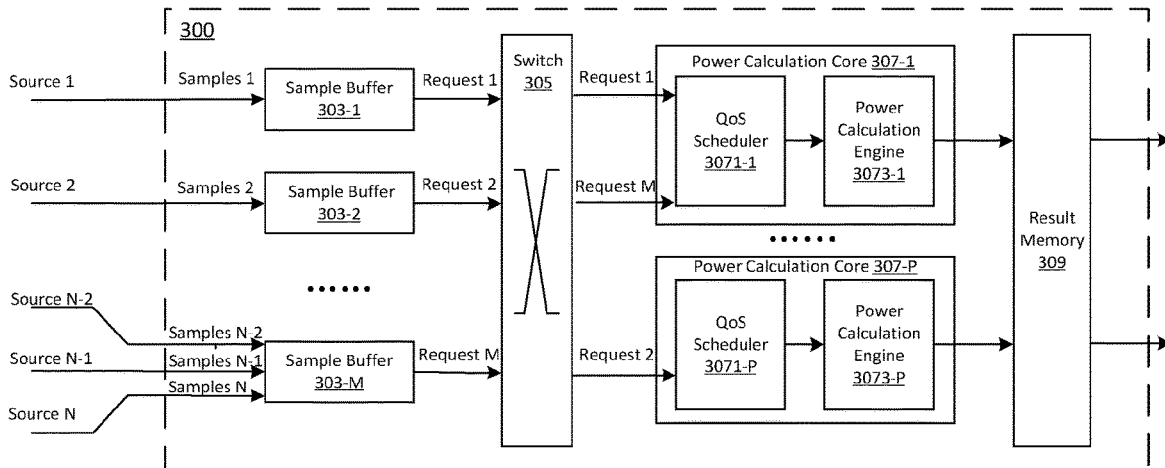 300
Source 1
Samples 1
Sample Buffer
303-1
Request 1
Switch
305
Request 1
Power Calculation Core 307-1
QoS
Scheduler
3071-1
Power
Calculation
Engine
3073-1
Source 2
Samples 2
Sample Buffer
303-2
Request 2
Request M
Result
Memory
309
Power Calculation Core 307-P
QoS
Scheduler
3071-P
Power
Calculation
Engine
3073-P
Source N-2
Samples N-2
Source N-1
Samples N-1
Samples N
Source N
Sample Buffer
303-M
Request M
Request 2